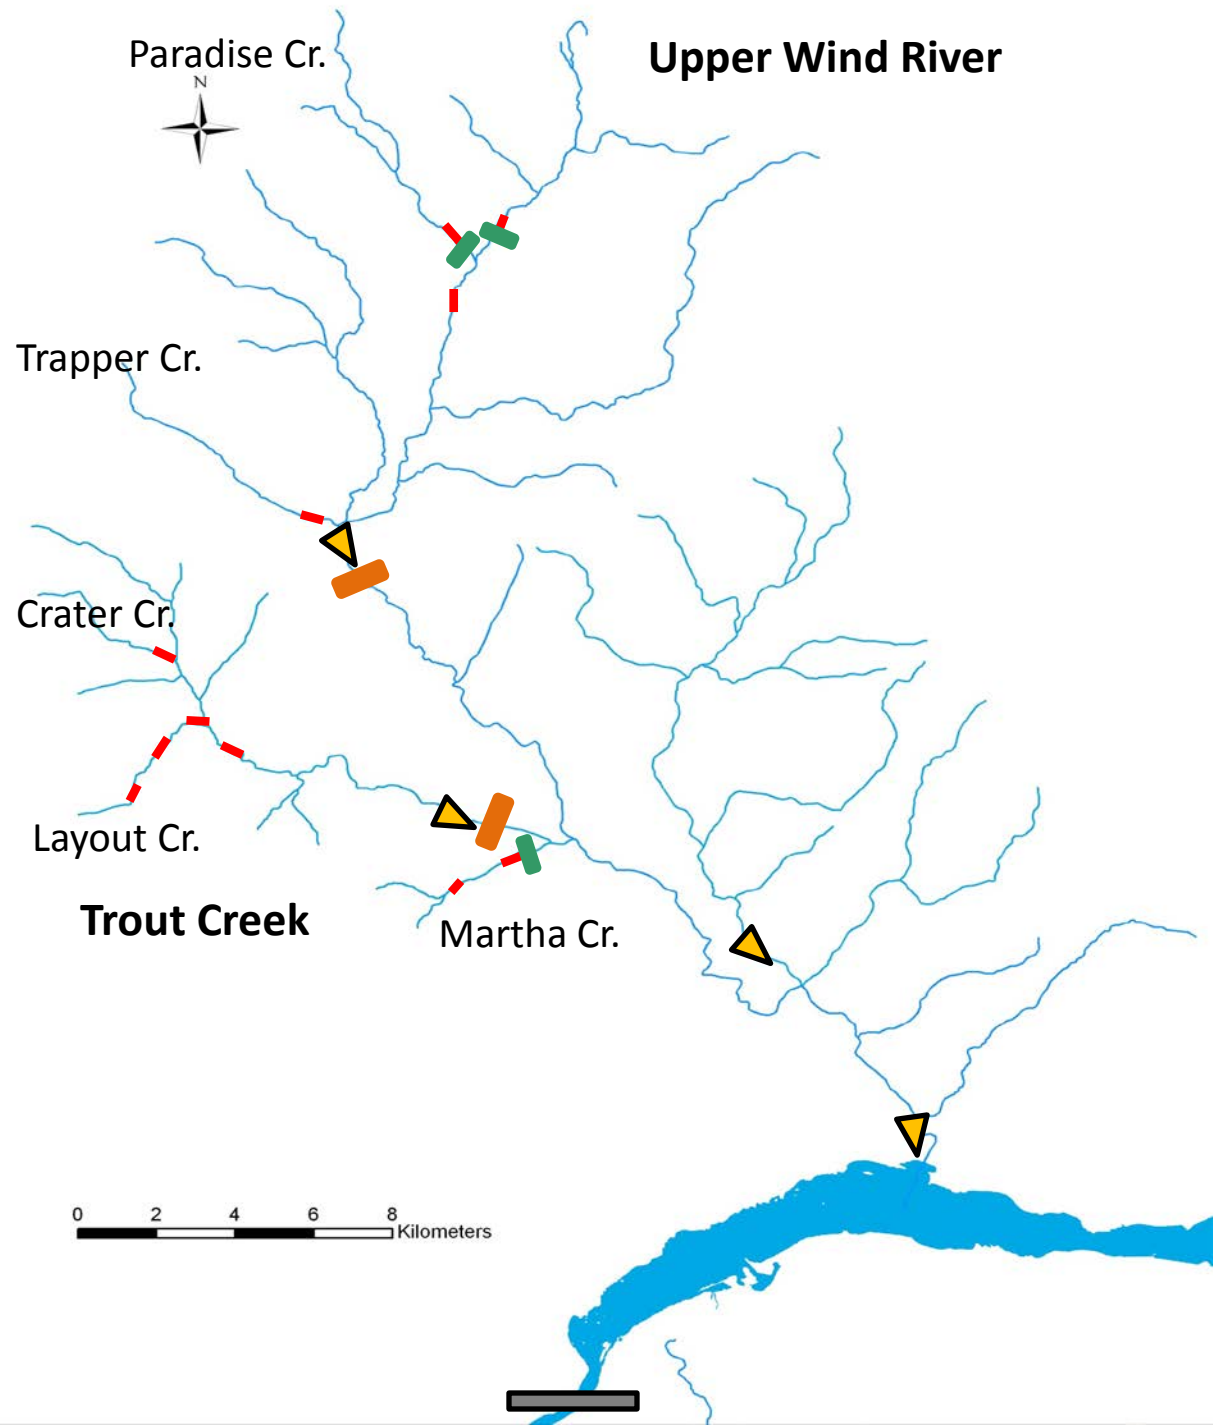 Paradise Cr.
Upper Wind River
N
Trapper Cr.
Crater Cr.
Layout Cr.
Trout Creek
Martha Cr.
0 2 4 6 8
Kilometers